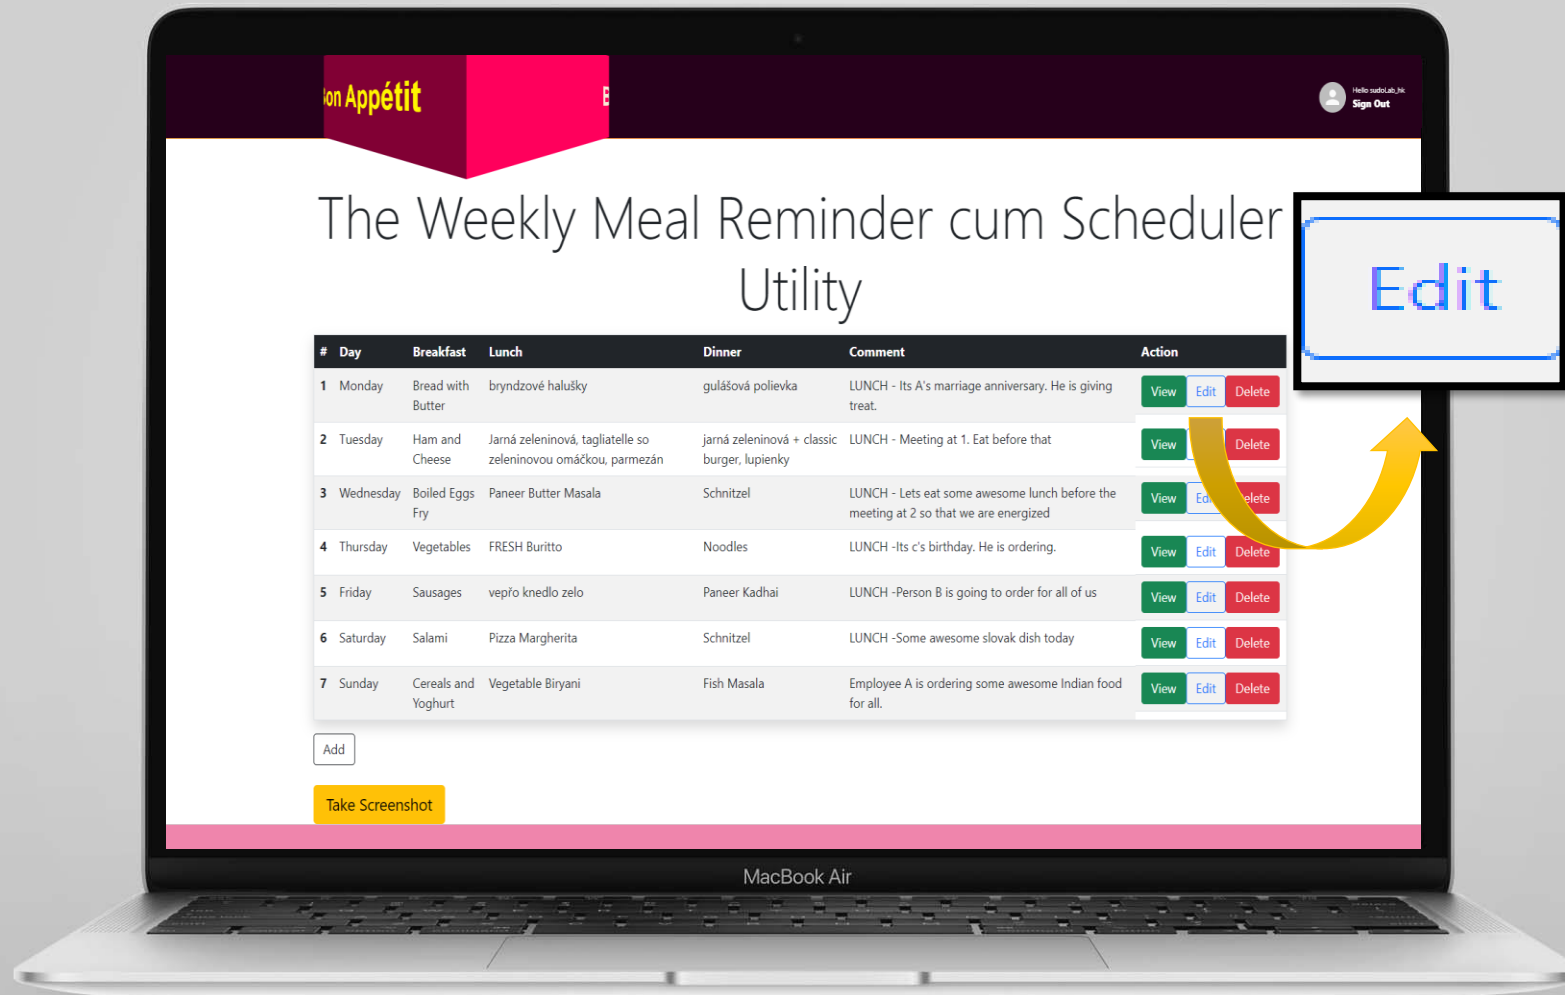 on Appétit
Hello sudoLab_hk
Sign Out
The Weekly Meal Reminder cum Scheduler
Utility
Edit
# Day Breakfast Lunch Dinner Comment Action
1 Monday Bread with Butter bryndzové halušky gulášová polievka LUNCH - Its A's marriage anniversary. He is giving treat. View Edit Delete
2 Tuesday Ham and Cheese Jarná zeleninová, tagliatelle so zeleninovou omáčkou, parmezán jarná zeleninová + classic burger, lupienky LUNCH - Meeting at 1. Eat before that View Delete
3 Wednesday Boiled Eggs Fry Paneer Butter Masala Schnitzel LUNCH - Lets eat some awesome lunch before the meeting at 2 so that we are energized View Edit Delete
4 Thursday Vegetables FRESH Buritto Noodles LUNCH -Its c's birthday. He is ordering. View Edit Delete
5 Friday Sausages vepřo knedlo zelo Paneer Kadhai LUNCH -Person B is going to order for all of us View Edit Delete
6 Saturday Salami Pizza Margherita Schnitzel LUNCH -Some awesome slovak dish today View Edit Delete
7 Sunday Cereals and Yoghurt Vegetable Biryani Fish Masala Employee A is ordering some awesome Indian food for all. View Edit Delete
Add
Take Screenshot
MacBook Air